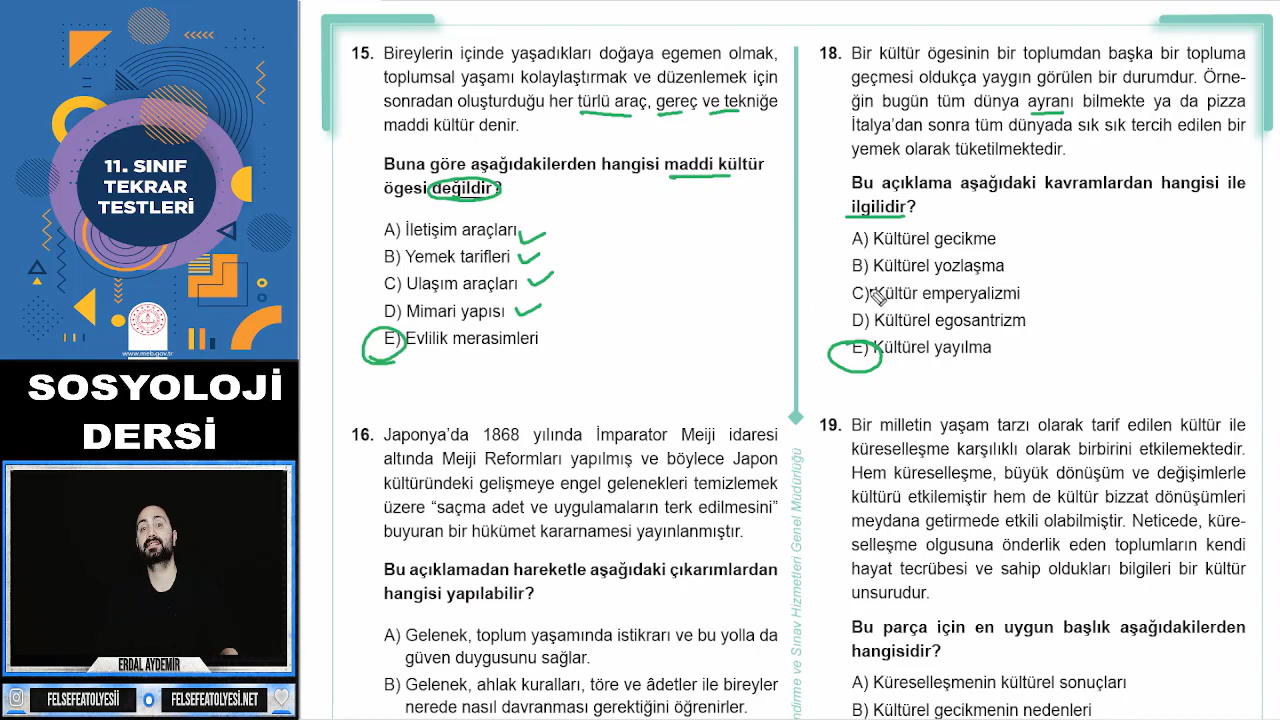 11. SINIF
TEKRAR
TESTLERİ
www.meb.gov.tr
SOSYOLOJİ
DERSİ
ERDAL AYDEMİR
FELSEFEATOLYESİİ
FELSEFEATOLYESİ.NET
15. Bireylerin içinde yaşadıkları doğaya egemen olmak,
toplumsal yaşamı kolaylaştırmak ve düzenlemek için
sonradan oluşturduğu her türlü araç, gereç ve tekniğe
maddi kültür denir.
Buna göre aşağıdakilerden hangisi maddi kültür
ögesi değildir?
A) İletişim araçları
B) Yemek tarifleri
C) Ulaşım araçları
D) Mimari yapısı
E) Evlilik merasimleri
16. Japonya’da 1868 yılında İmparator Meiji idaresi
altında Meiji Reformları yapılmış ve böylece Japon
kültüründeki gelişmeye engel gelenekleri temizlemek
üzere “saçma adet ve uygulamaların terk edilmesini”
buyuran bir hükümet kararnamesi yayınlanmıştır.
Bu açıklamadan hareketle aşağıdaki çıkarımlardan
hangisi yapılabilir?
A) Gelenek, toplum yaşamında istikrarı ve bu yolla da
güven duygusunu sağlar.
B) Gelenek, ahlak kuralları, töre ve âdetler ile bireyler
nerede nasıl davranması gerektiğini öğrenirler.
ndirme ve Sınav Hizmetleri Genel Müdürlüğü
18. Bir kültür ögesinin bir toplumdan başka bir topluma
geçmesi oldukça yaygın görülen bir durumdur. Örne-
ğin bugün tüm dünya ayranı bilmekte ya da pizza
İtalya’dan sonra tüm dünyada sık sık tercih edilen bir
yemek olarak tüketilmektedir.
Bu açıklama aşağıdaki kavramlardan hangisi ile
ilgilidir?
A) Kültürel gecikme
B) Kültürel yozlaşma
C) Kültür emperyalizmi
D) Kültürel egosantrizm
E) Kültürel yayılma
19. Bir milletin yaşam tarzı olarak tarif edilen kültür ile
küreselleşme karşılıklı olarak birbirini etkilemektedir.
Hem küreselleşme, büyük dönüşüm ve değişimlerle
kültürü etkilemiştir hem de kültür bizzat dönüşümleri
meydana getirmede etkili olabilmiştir. Neticede, küre-
selleşme olgusuna önderlik eden toplumların kendi
hayat tecrübesi ve sahip oldukları bilgileri bir kültür
unsurudur.
Bu parça için en uygun başlık aşağıdakilerden
hangisidir?
A) Küreselleşmenin kültürel sonuçları
B) Kültürel gecikmenin nedenleri